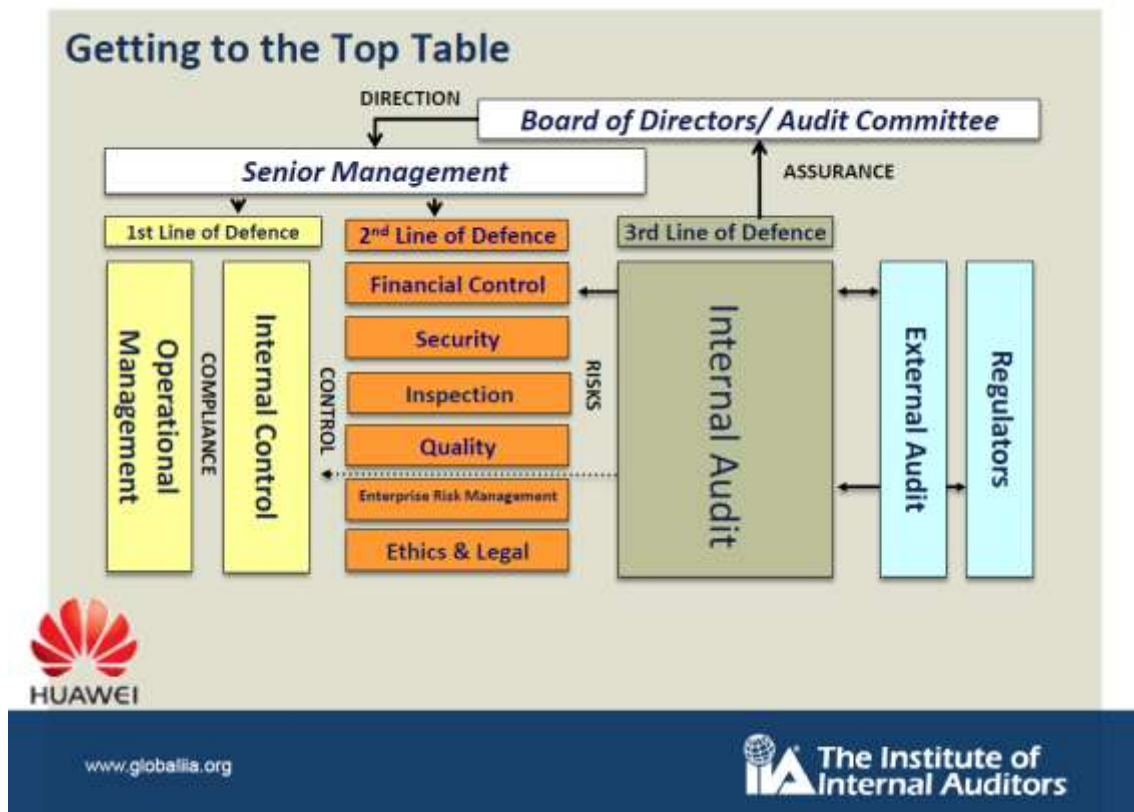 Getting to the Top Table
DIRECTION
Board of Directors/ Audit Committee
Senior Management
ASSURANCE
1st Line of Defence
2nd Line of Defence
3rd Line of Defence
Operational
Management
COMPLIANCE
Internal Control
CONTROL
Financial Control
Security
Inspection
Quality
Enterprise Risk Management
Ethics & Legal
RISKS
Internal Audit
External Audit
Regulators
HUAWEI
www.globaliia.org
IIA
The Institute of
Internal Auditors